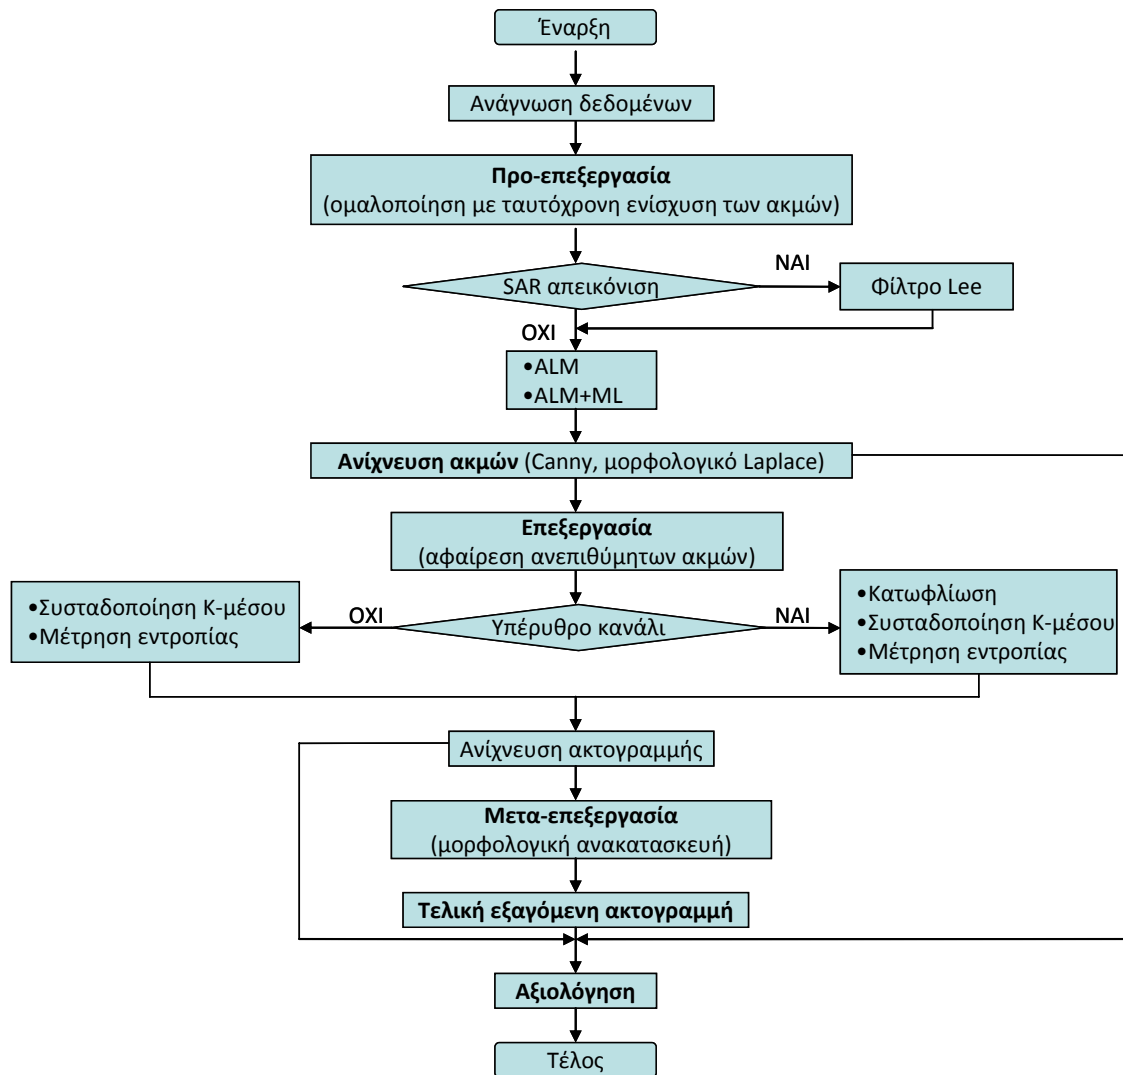 Έναρξη
Ανάγνωση δεδομένων
Προ-επεξεργασία
(ομαλοποίηση με ταυτόχρονη ενίσχυση των ακμών)
SAR απεικόνιση
ΝΑΙ
Φίλτρο Lee
ΟΧΙ
•ALM
•ALM+ML
Ανίχνευση ακμών (Canny, μορφολογικό Laplace)
Επεξεργασία
(αφαίρεση ανεπιθύμητων ακμών)
•Συσταδοποίηση Κ-μέσου
•Μέτρηση εντροπίας
ΟΧΙ
Υπέρυθρο κανάλι
ΝΑΙ
•Κατωφλίωση
•Συσταδοποίηση Κ-μέσου
•Μέτρηση εντροπίας
Ανίχνευση ακτογραμμής
Μετα-επεξεργασία
(μορφολογική ανακατασκευή)
Τελική εξαγόμενη ακτογραμμή
Αξιολόγηση
Τέλος